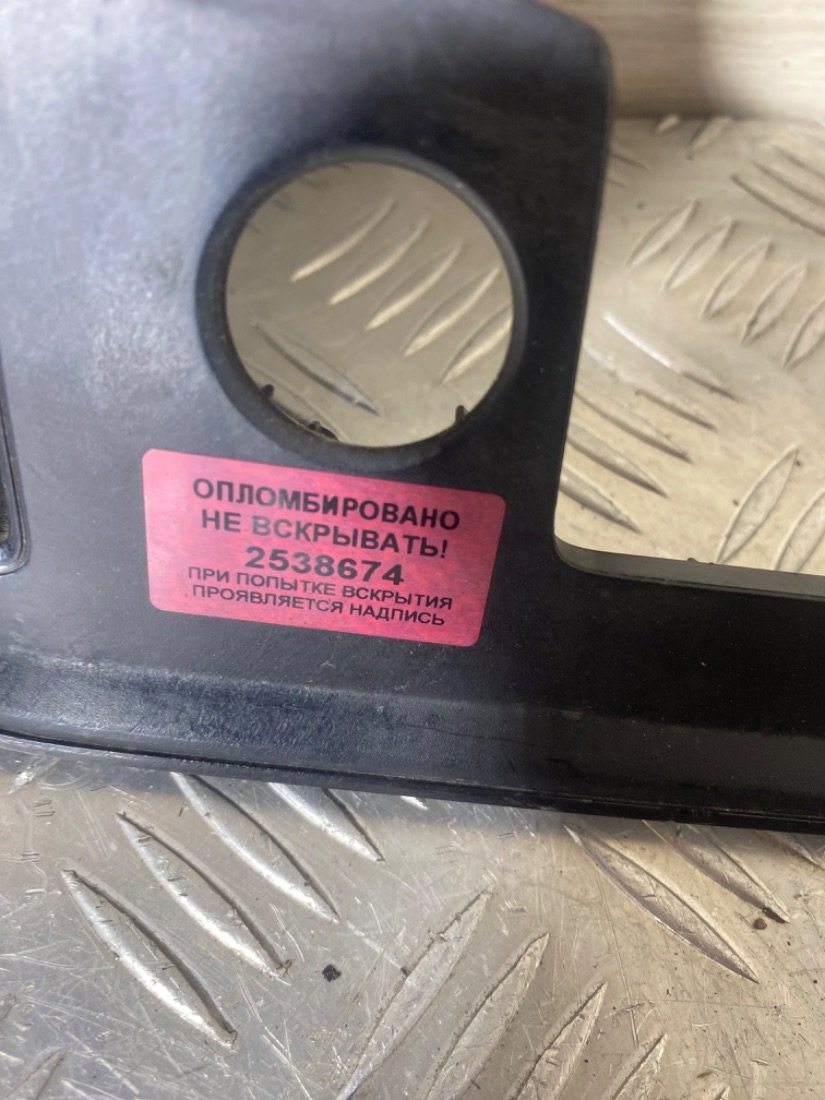 ОПЛОМБИРОВАНО
НЕ ВСКРЫВАТЬ!
2538674
ПРИ ПОПЫТКЕ ВСКРЫТИЯ
ПРОЯВЛЯЕТСЯ НАДПИСЬ